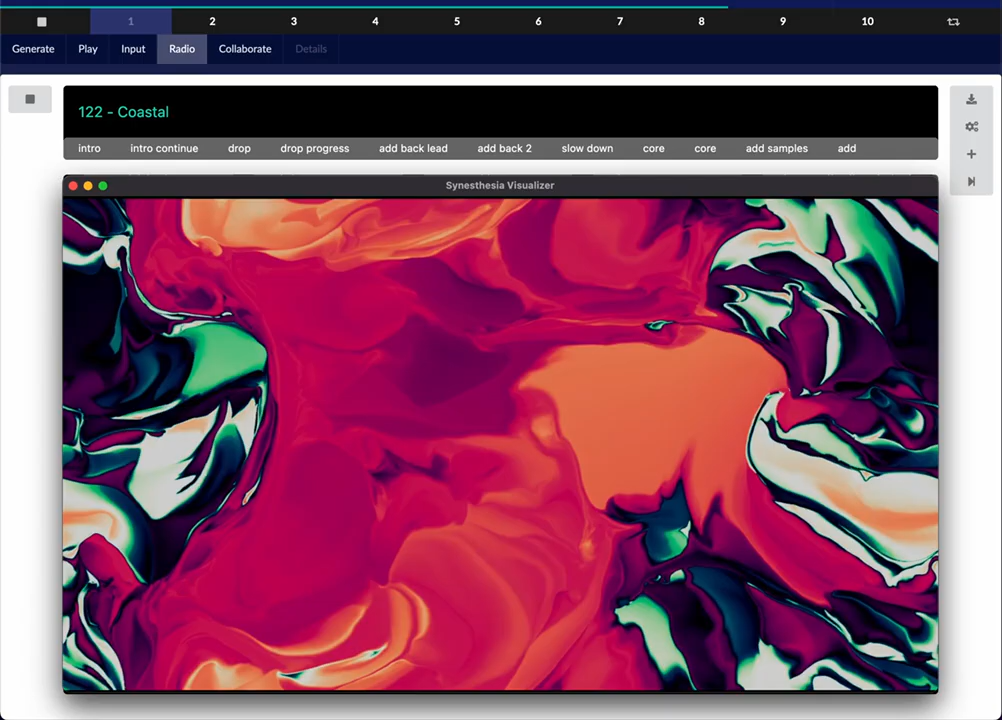 1 2 3 4 5 6 7 8 9 10
Generate Play Input Radio Collaborate Details
122 - Coastal
intro intro continue drop drop progress add back lead add back 2 slow down core core add samples add
Synesthesia Visualizer